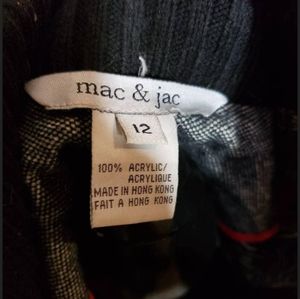 mac & jac
12
100% ACRYLIC/
ACRYLIQUE
MADE IN HONG KONG
FAIT A HONG KONG